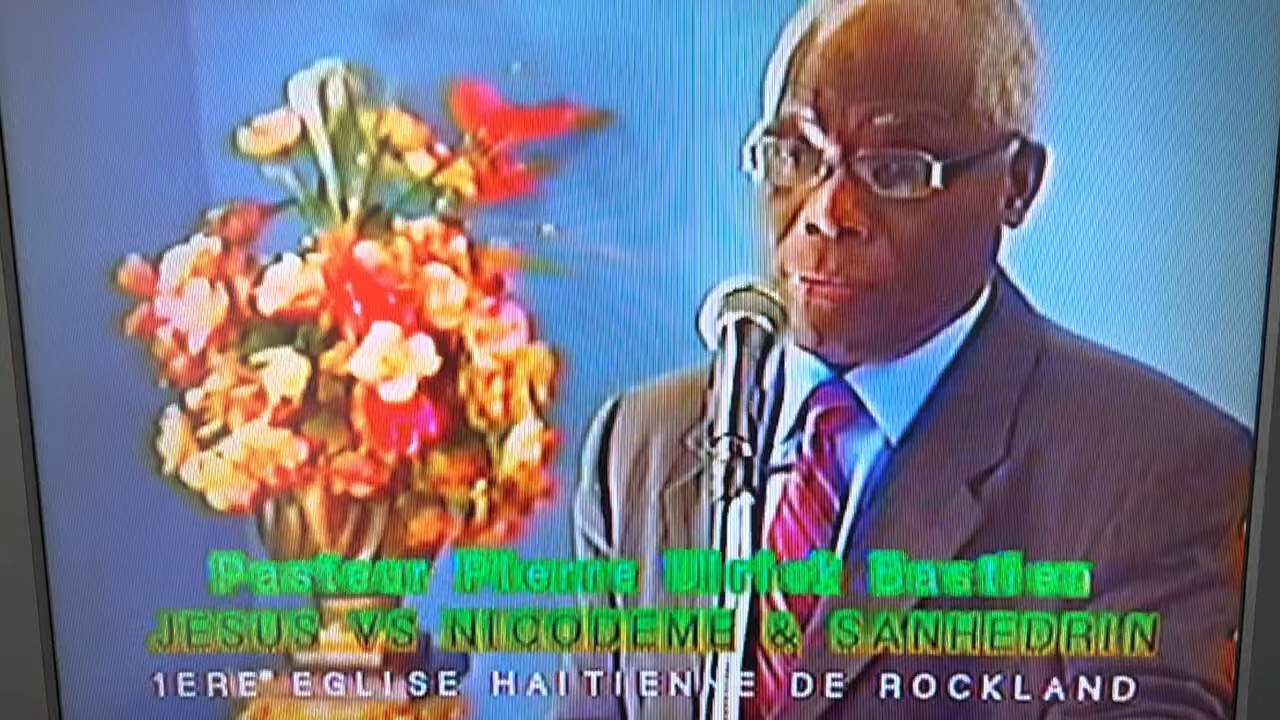 Pasteur Pierre Ulrick Bastien
JESUS VS NICODEME & SANHEDRIN
1ERE EGLISE HAITIENNE DE ROCKLAND